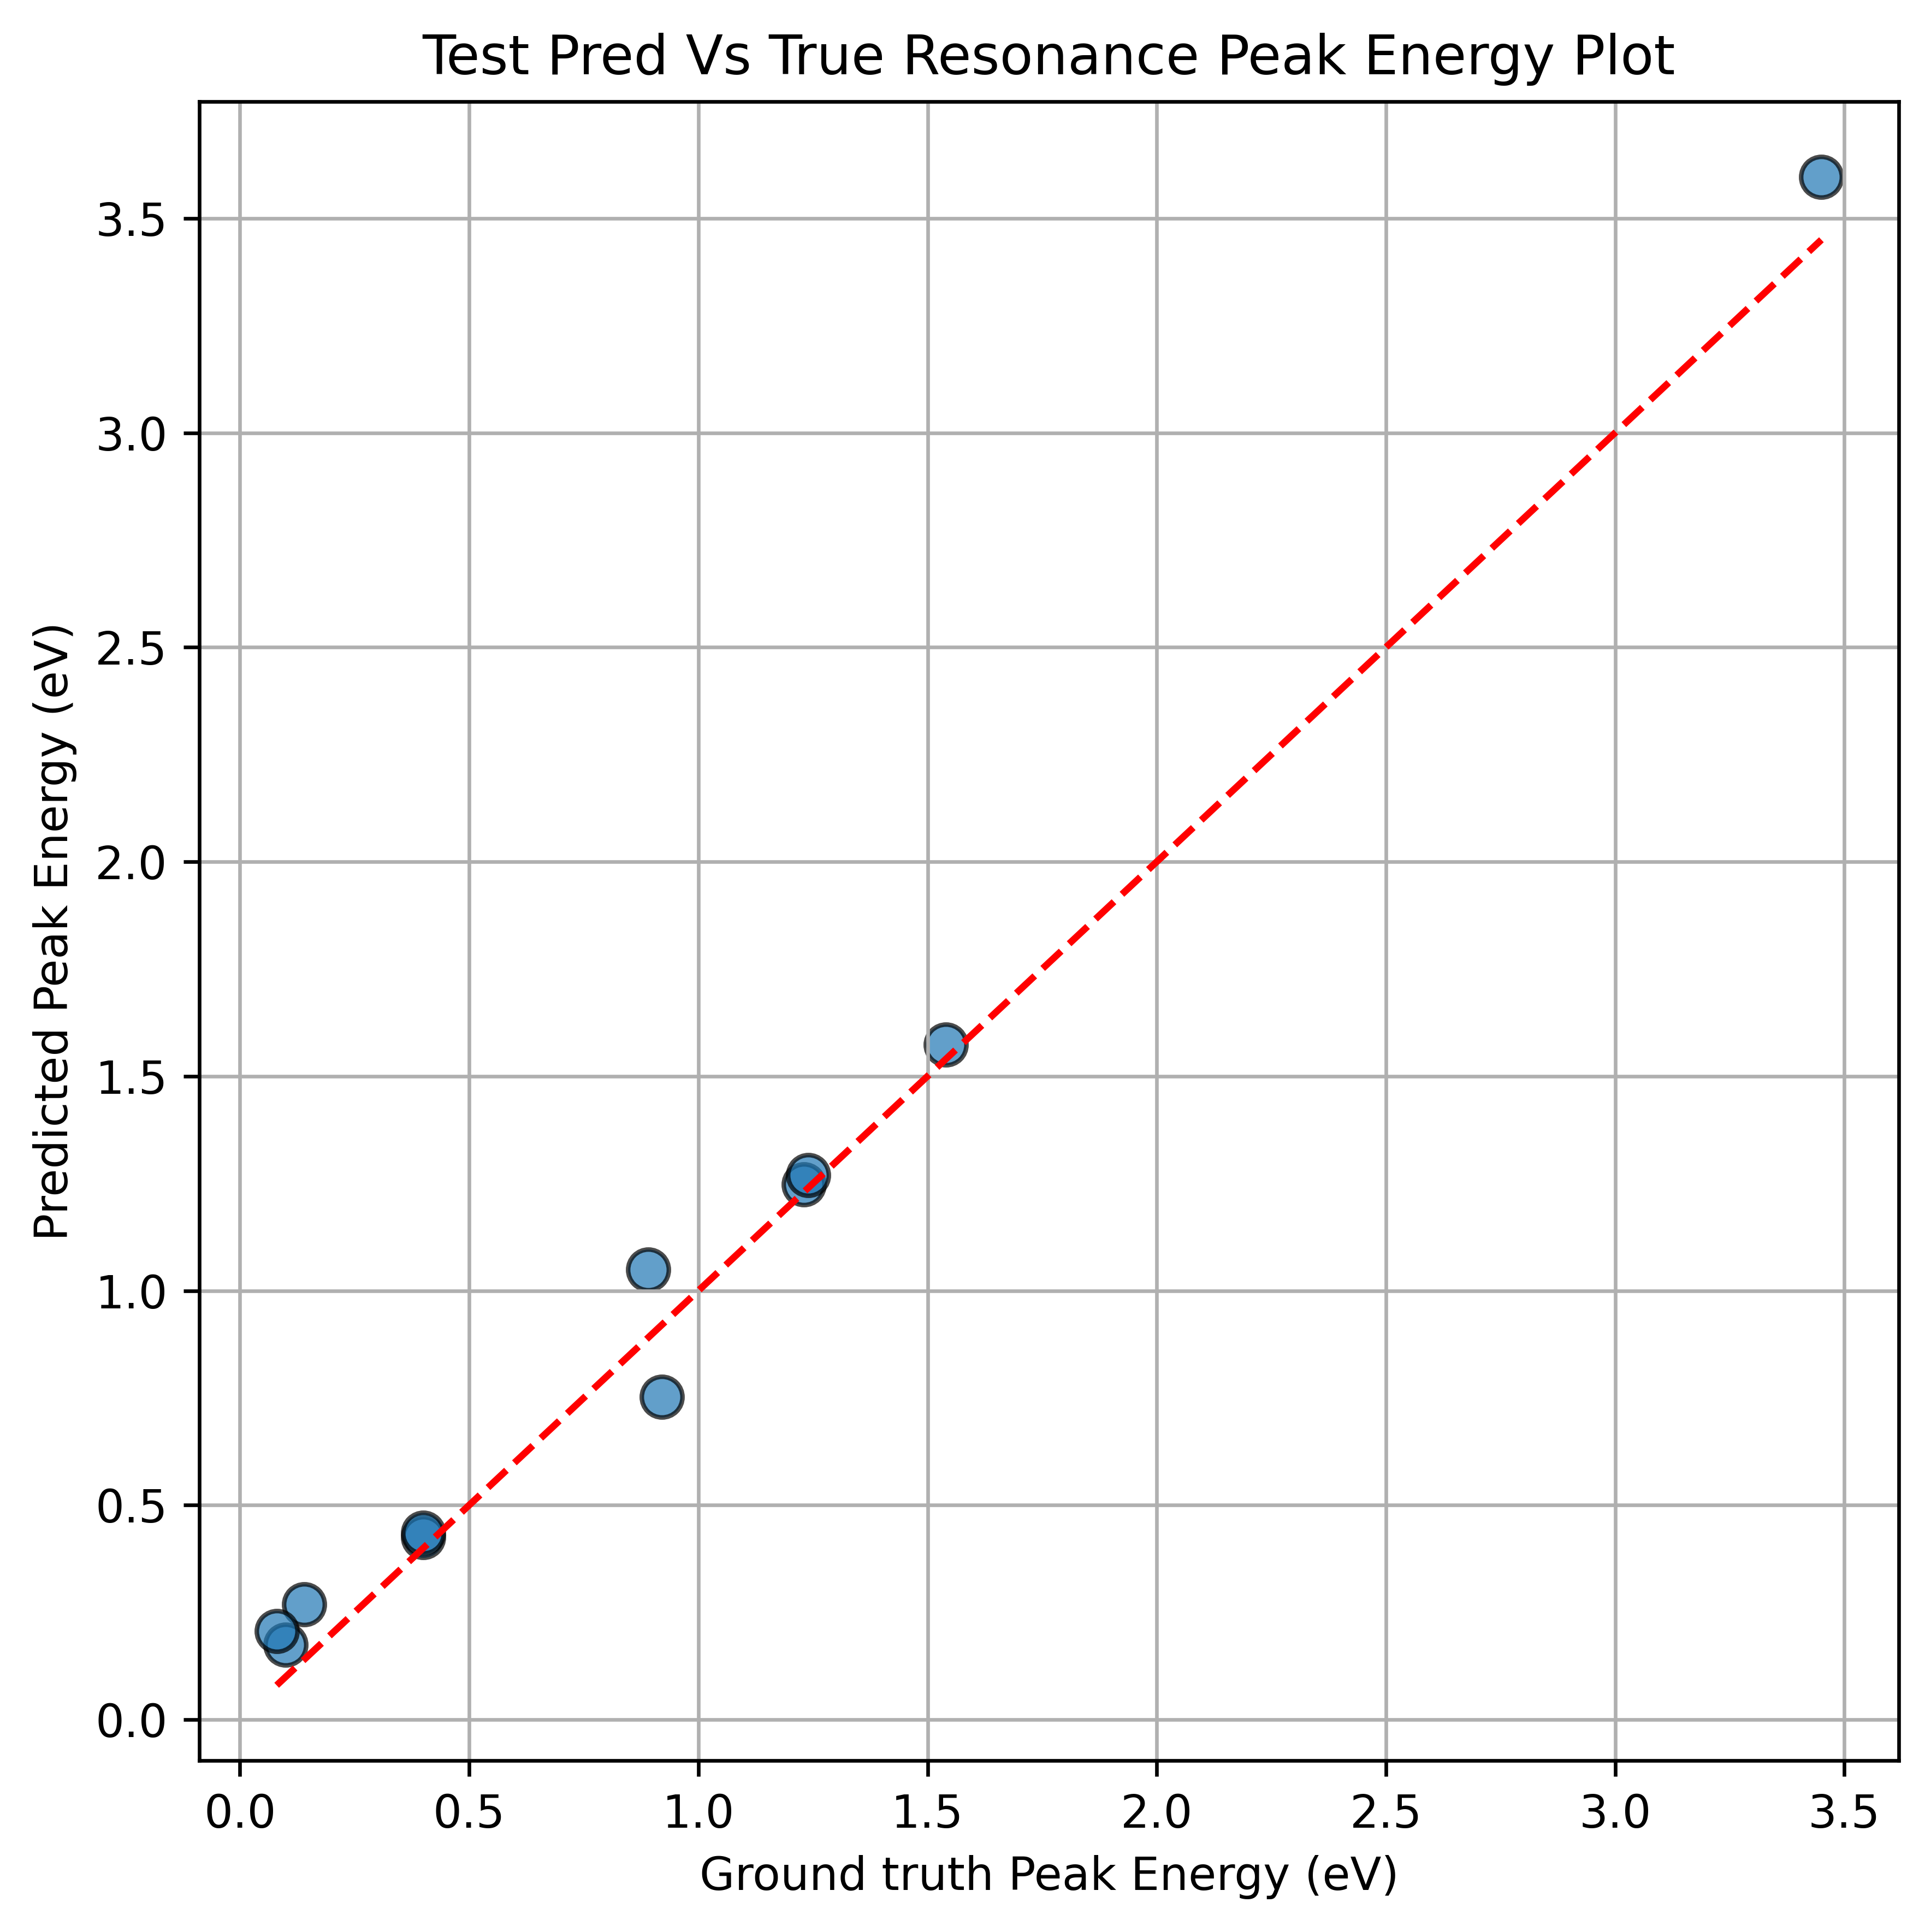 Test Pred Vs True Resonance Peak Energy Plot
Predicted Peak Energy (eV)
3.5
3.0
2.5
2.0
1.5
1.0
0.5
0.0
0.0 0.5 1.0 1.5 2.0 2.5 3.0 3.5
Ground truth Peak Energy (eV)